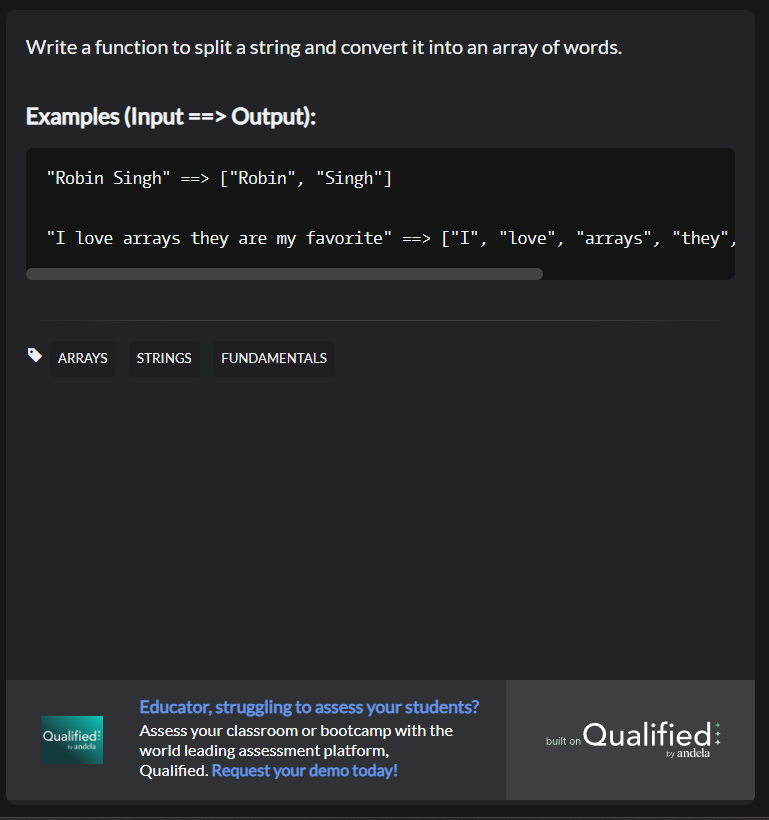 Write a function to split a string and convert it into an array of words.
Examples (Input ==> Output):
"Robin Singh" ==> ["Robin", "Singh"]
"I love arrays they are my favorite" ==> ["I", "love", "arrays", "they",
ARRAYS STRINGS FUNDAMENTALS
Qualified
by andela
Educator, struggling to assess your students?
Assess your classroom or bootcamp with the
world leading assessment platform,
Qualified. Request your demo today!
built on Qualified
by andela